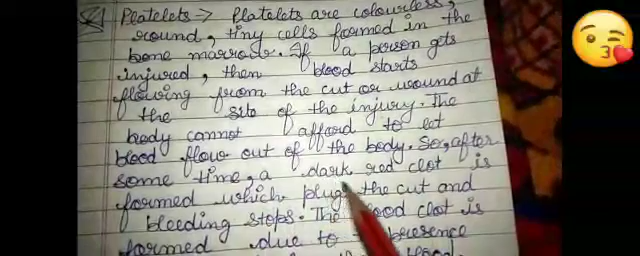 Platelets → Platelets are colourless,
round, tiny cells formed in the
bone marrow. If a person gets
injured, then blood starts
flowing from the cut or wound at
the site of the injury. The
body cannot afford to let
blood flow out of the body. So, after
some time, a dark red clot is
formed which plugs the cut and
bleeding stops. The blood clot is
formed due to the presence
blood